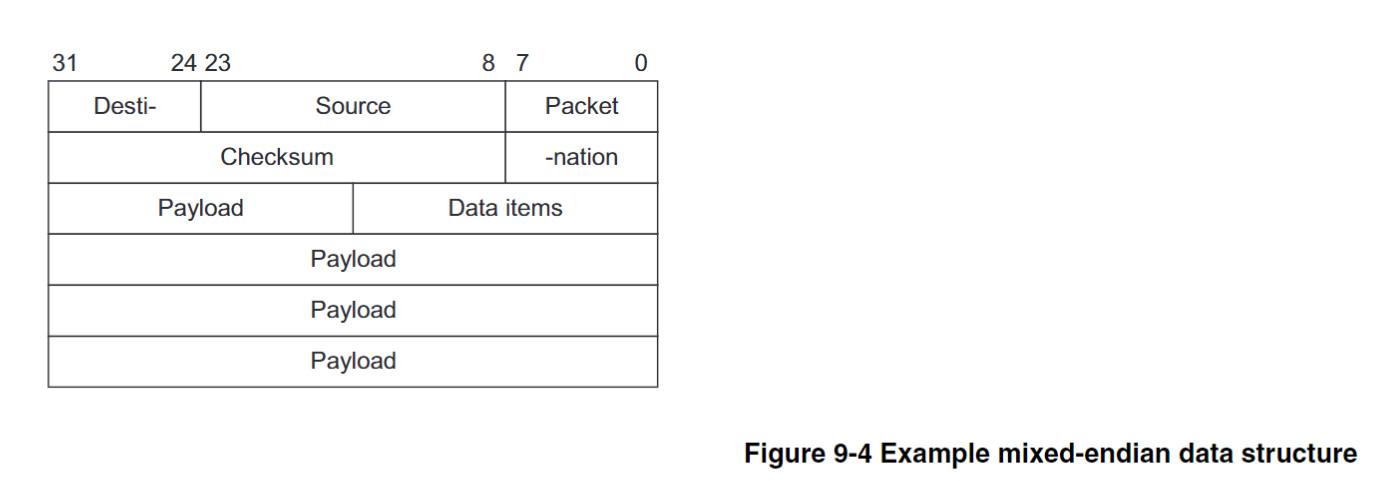 31 24 23 8 7 0
Desti- Source Packet
Checksum -nation
Payload Data items
Payload
Payload
Payload
Figure 9-4 Example mixed-endian data structure